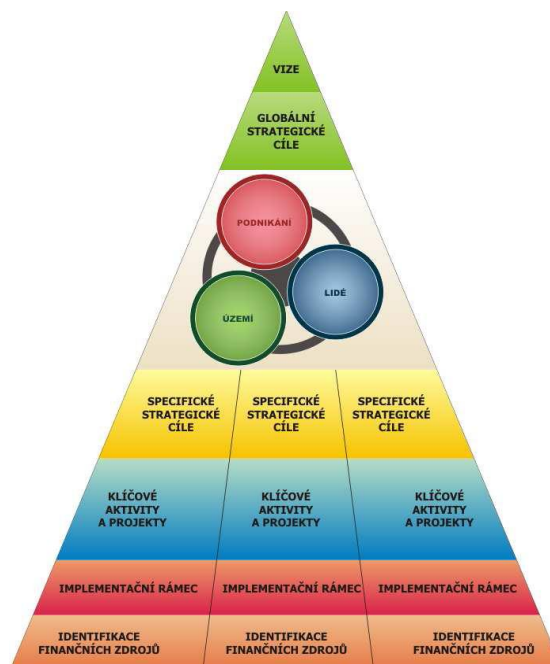 VIZE
GLOBÁLNÍ
STRATEGICKÉ
CÍLE
PODNIKÁNÍ
LIDÉ
ÚZEMÍ
SPECIFICKÉ
STRATEGICKÉ
CÍLE
SPECIFICKÉ
STRATEGICKÉ
CÍLE
SPECIFICKÉ
STRATEGICKÉ
CÍLE
KLÍČOVÉ
AKTIVITY
A PROJEKTY
KLÍČOVÉ
AKTIVITY
A PROJEKTY
KLÍČOVÉ
AKTIVITY
A PROJEKTY
IMPLEMENTAČNÍ RÁMEC
IMPLEMENTAČNÍ RÁMEC
IMPLEMENTAČNÍ RÁMEC
IDENTIFIKACE
FINANČNÍCH ZDROJŮ
IDENTIFIKACE
FINANČNÍCH ZDROJŮ
IDENTIFIKACE
FINANČNÍCH ZDROJŮ